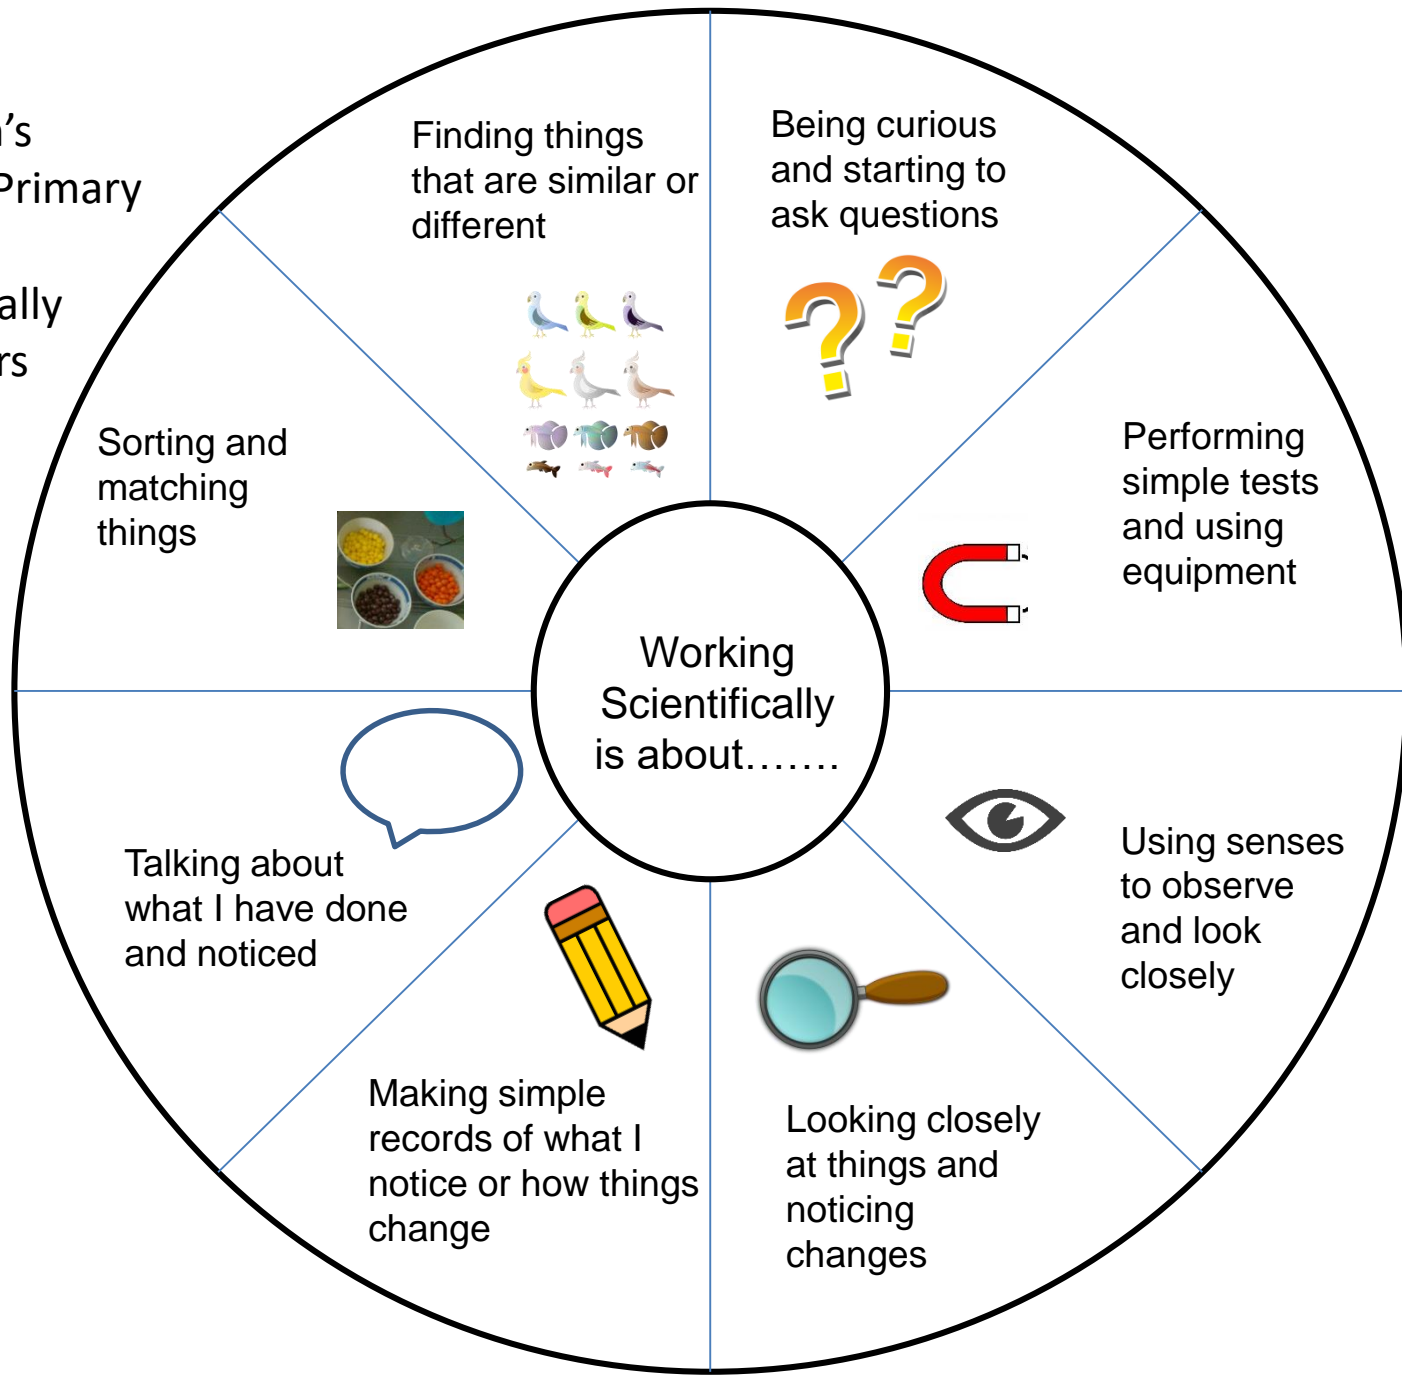 's
Primary
ally
rs
Finding things
that are similar or
different
Being curious
and starting to
ask questions
Performing
simple tests
and using
equipment
Using senses
to observe
and look
closely
Looking closely
at things and
noticing
changes
Making simple
records of what I
notice or how things
change
Talking about
what I have done
and noticed
Sorting and
matching
things
Working
Scientifically
is about.......